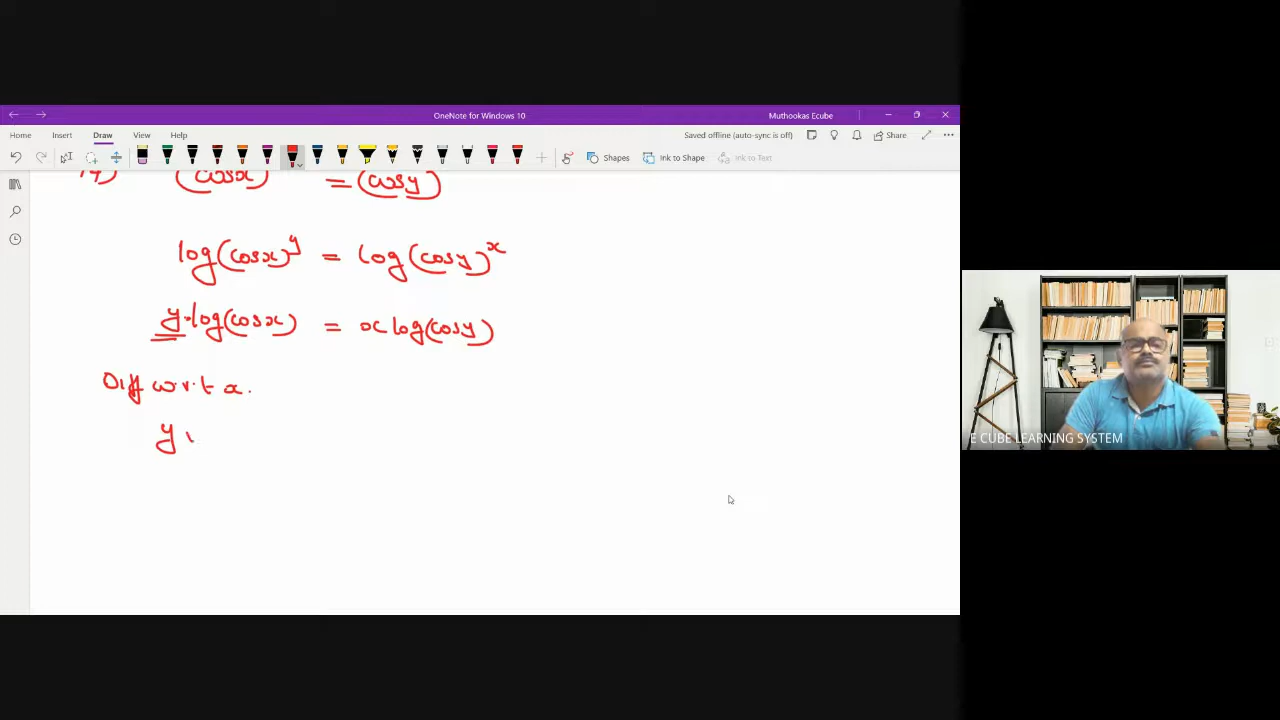 OneNote for Windows 10
Muthookas Ecube
Home Insert Draw View Help
Saved offline (auto-sync is off)
Share
Shapes
Ink to Shape
Ink to Text
(cosx) = (cosy)
log(cosx)^y = log(cosy)^x
y·log(cosx) = x log(cosy)
Diff w.r.t x.
y
E CUBE LEARNING SYSTEM